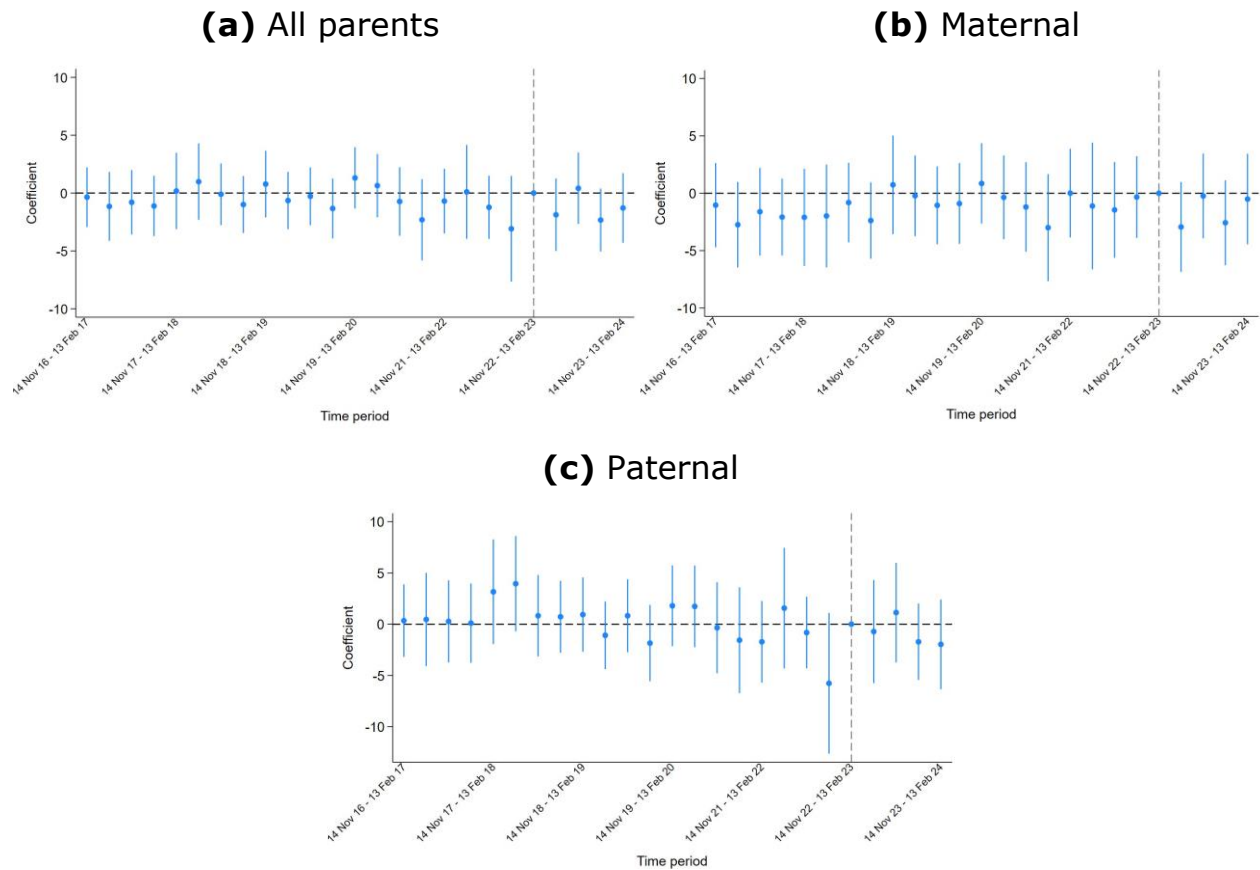 (a) All parents
10
5
0
-5
-10
Coefficient
14 Nov 16 - 13 Feb 17
14 Nov 17 - 13 Feb 18
14 Nov 18 - 13 Feb 19
14 Nov 19 - 13 Feb 20
14 Nov 21 - 13 Feb 22
14 Nov 22 - 13 Feb 23
14 Nov 23 - 13 Feb 24
Time period
(b) Maternal
10
5
0
-5
-10
Coefficient
14 Nov 16 - 13 Feb 17
14 Nov 17 - 13 Feb 18
14 Nov 18 - 13 Feb 19
14 Nov 19 - 13 Feb 20
14 Nov 21 - 13 Feb 22
14 Nov 22 - 13 Feb 23
14 Nov 23 - 13 Feb 24
Time period
(c) Paternal
10
5
0
-5
-10
Coefficient
14 Nov 16 - 13 Feb 17
14 Nov 17 - 13 Feb 18
14 Nov 18 - 13 Feb 19
14 Nov 19 - 13 Feb 20
14 Nov 21 - 13 Feb 22
14 Nov 22 - 13 Feb 23
14 Nov 23 - 13 Feb 24
Time period